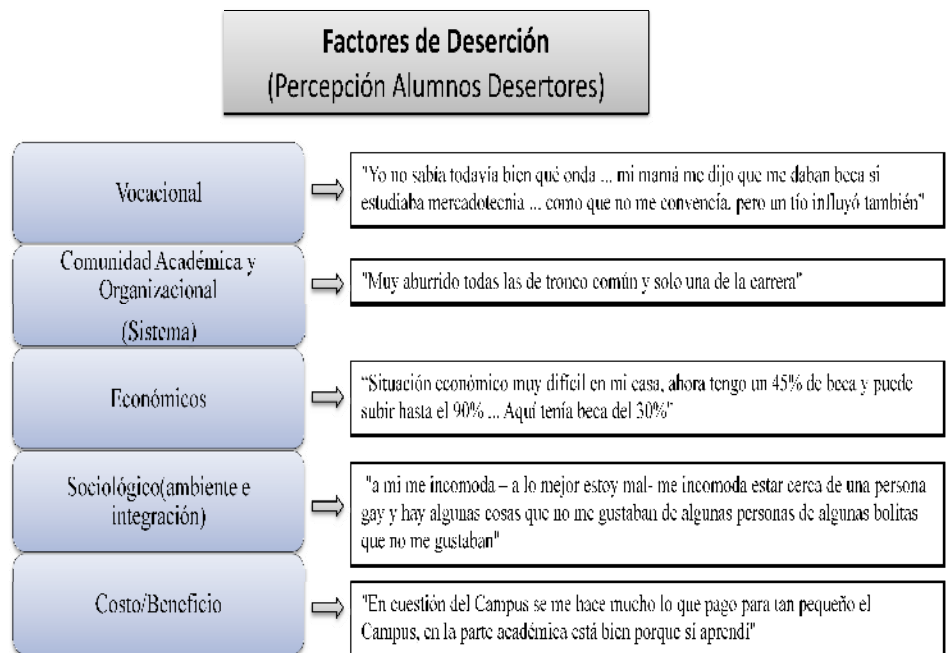 Factores de Deserción
(Percepción Alumnos Desertores)
Vocacional
"Yo no sabía todavía bien qué onda ... mi mamá me dijo que me daban beca si
estudiaba mercadotecnia ... como que no me convencía, pero un tío influyó también"
Comunidad Académica y
Organizacional
(Sistema)
"Muy aburrido todas las de tronco común y solo una de la carrera"
Económicos
“Situación económico muy difícil en mi casa, ahora tengo un 45% de beca y puede
subir hasta el 90% ... Aquí tenía beca del 30%"
Sociológico(ambiente e
integración)
"a mi me incomoda – a lo mejor estoy mal- me incomoda estar cerca de una persona
gay y hay algunas cosas que no me gustaban de algunas personas de algunas bolitas
que no me gustaban"
Costo/Beneficio
"En cuestión del Campus se me hace mucho lo que pago para tan pequeño el
Campus, en la parte académica está bien porque sí aprendí"